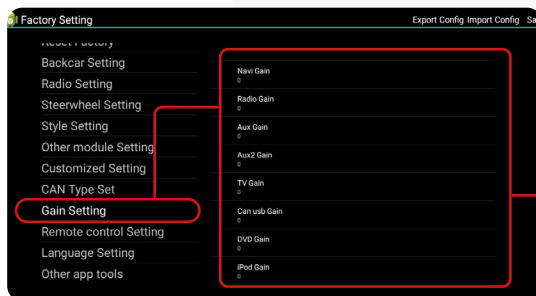 Factory Setting
Export Config Import Config Sa
Reset Factory
Backcar Setting
Radio Setting
Steerwheel Setting
Style Setting
Other module Setting
Customized Setting
CAN Type Set
Gain Setting
Remote control Setting
Language Setting
Other app tools
Navi Gain
0
Radio Gain
0
Aux Gain
0
Aux2 Gain
0
TV Gain
0
Can usb Gain
0
DVD Gain
0
iPod Gain
0